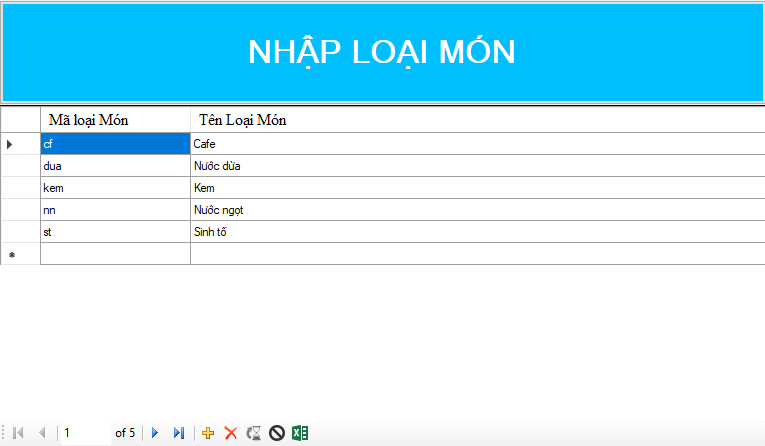 NHẬP LOẠI MÓN
Mã loại Món Tên Loại Món
cf Cafe
dua Nước dừa
kem Kem
nn Nước ngọt
st Sinh tố
1 of 5